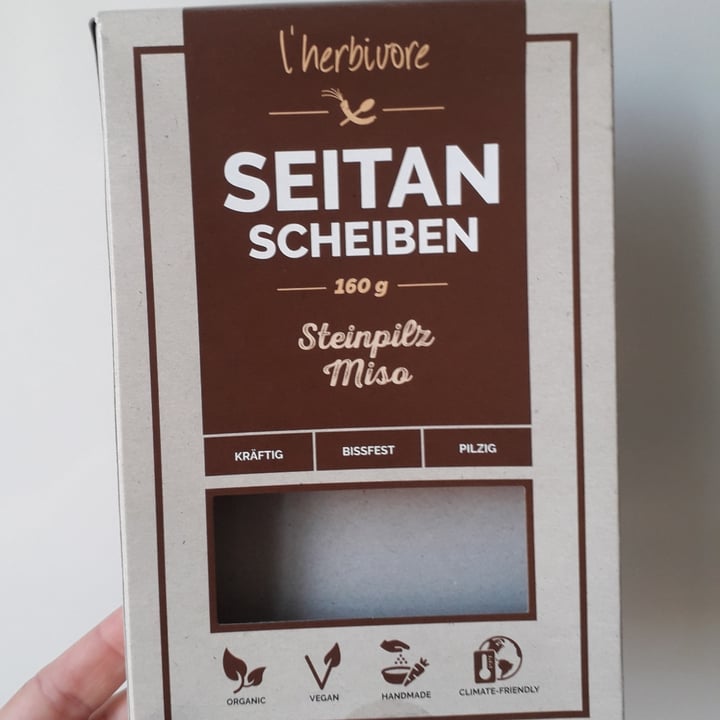 l'herbivore
SEITAN
SCHEIBEN
160 g
Steinpilz
Miso
KRÄFTIG BISSFEST PILZIG
ORGANIC VEGAN HANDMADE CLIMATE-FRIENDLY